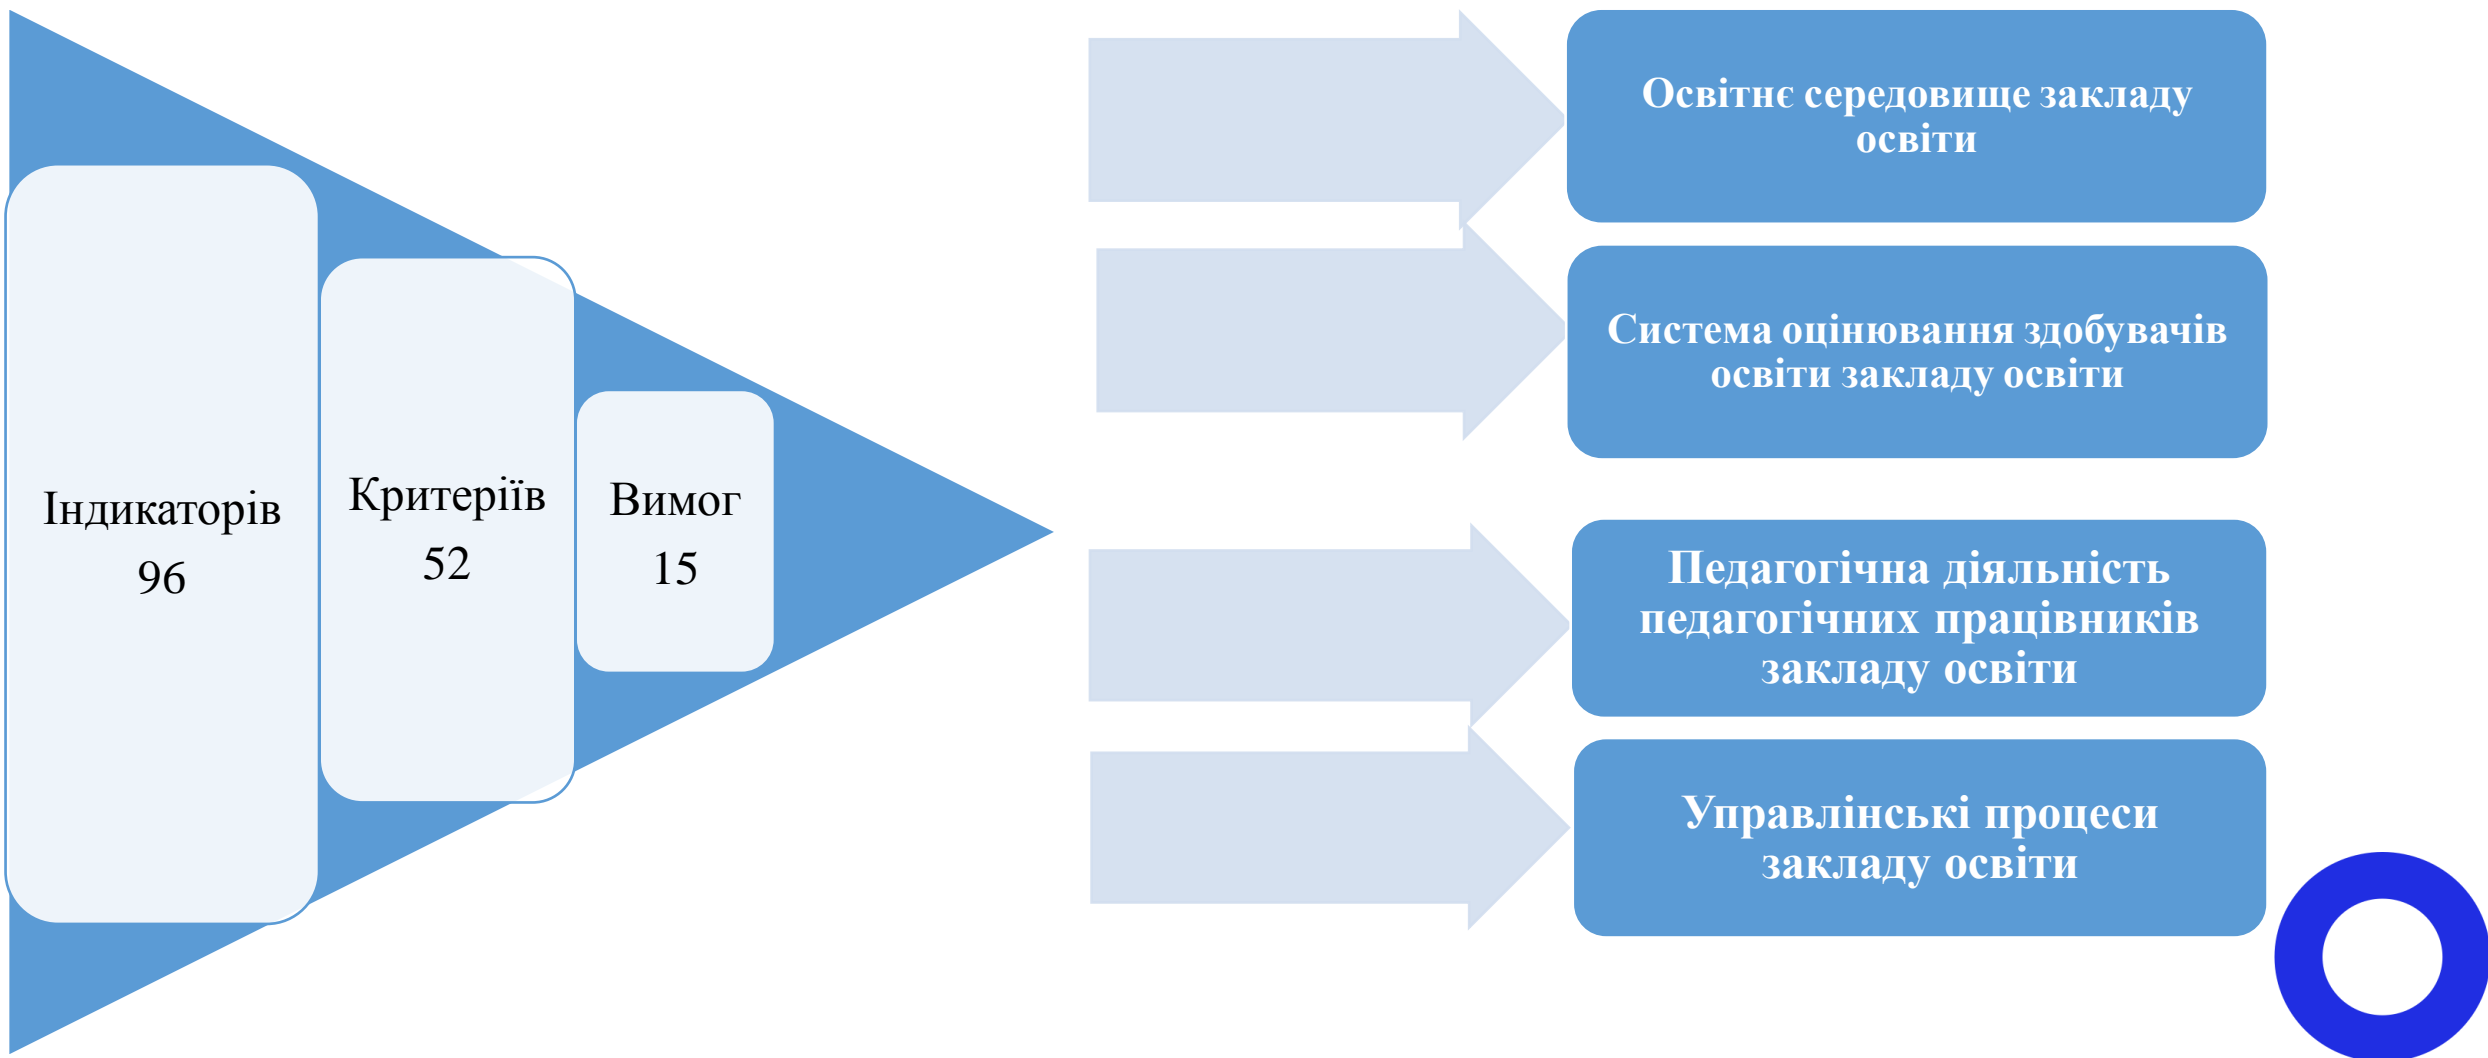 Індикаторів
96
Критеріїв
52
Вимог
15
Освітнє середовище закладу
освіти
Система оцінювання здобувачів
освіти закладу освіти
Педагогічна діяльність
педагогічних працівників
закладу освіти
Управлінські процеси
закладу освіти